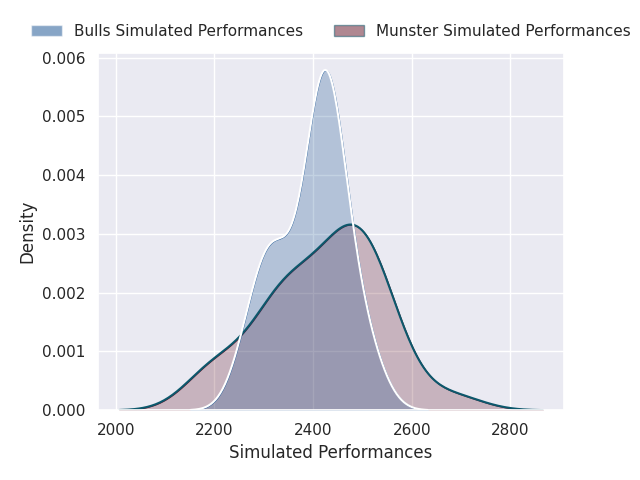 Bulls Simulated Performances Munster Simulated Performances
0.006
0.005
0.004
0.003
0.002
0.001
0.000
Density
2000 2200 2400 2600 2800
Simulated Performances